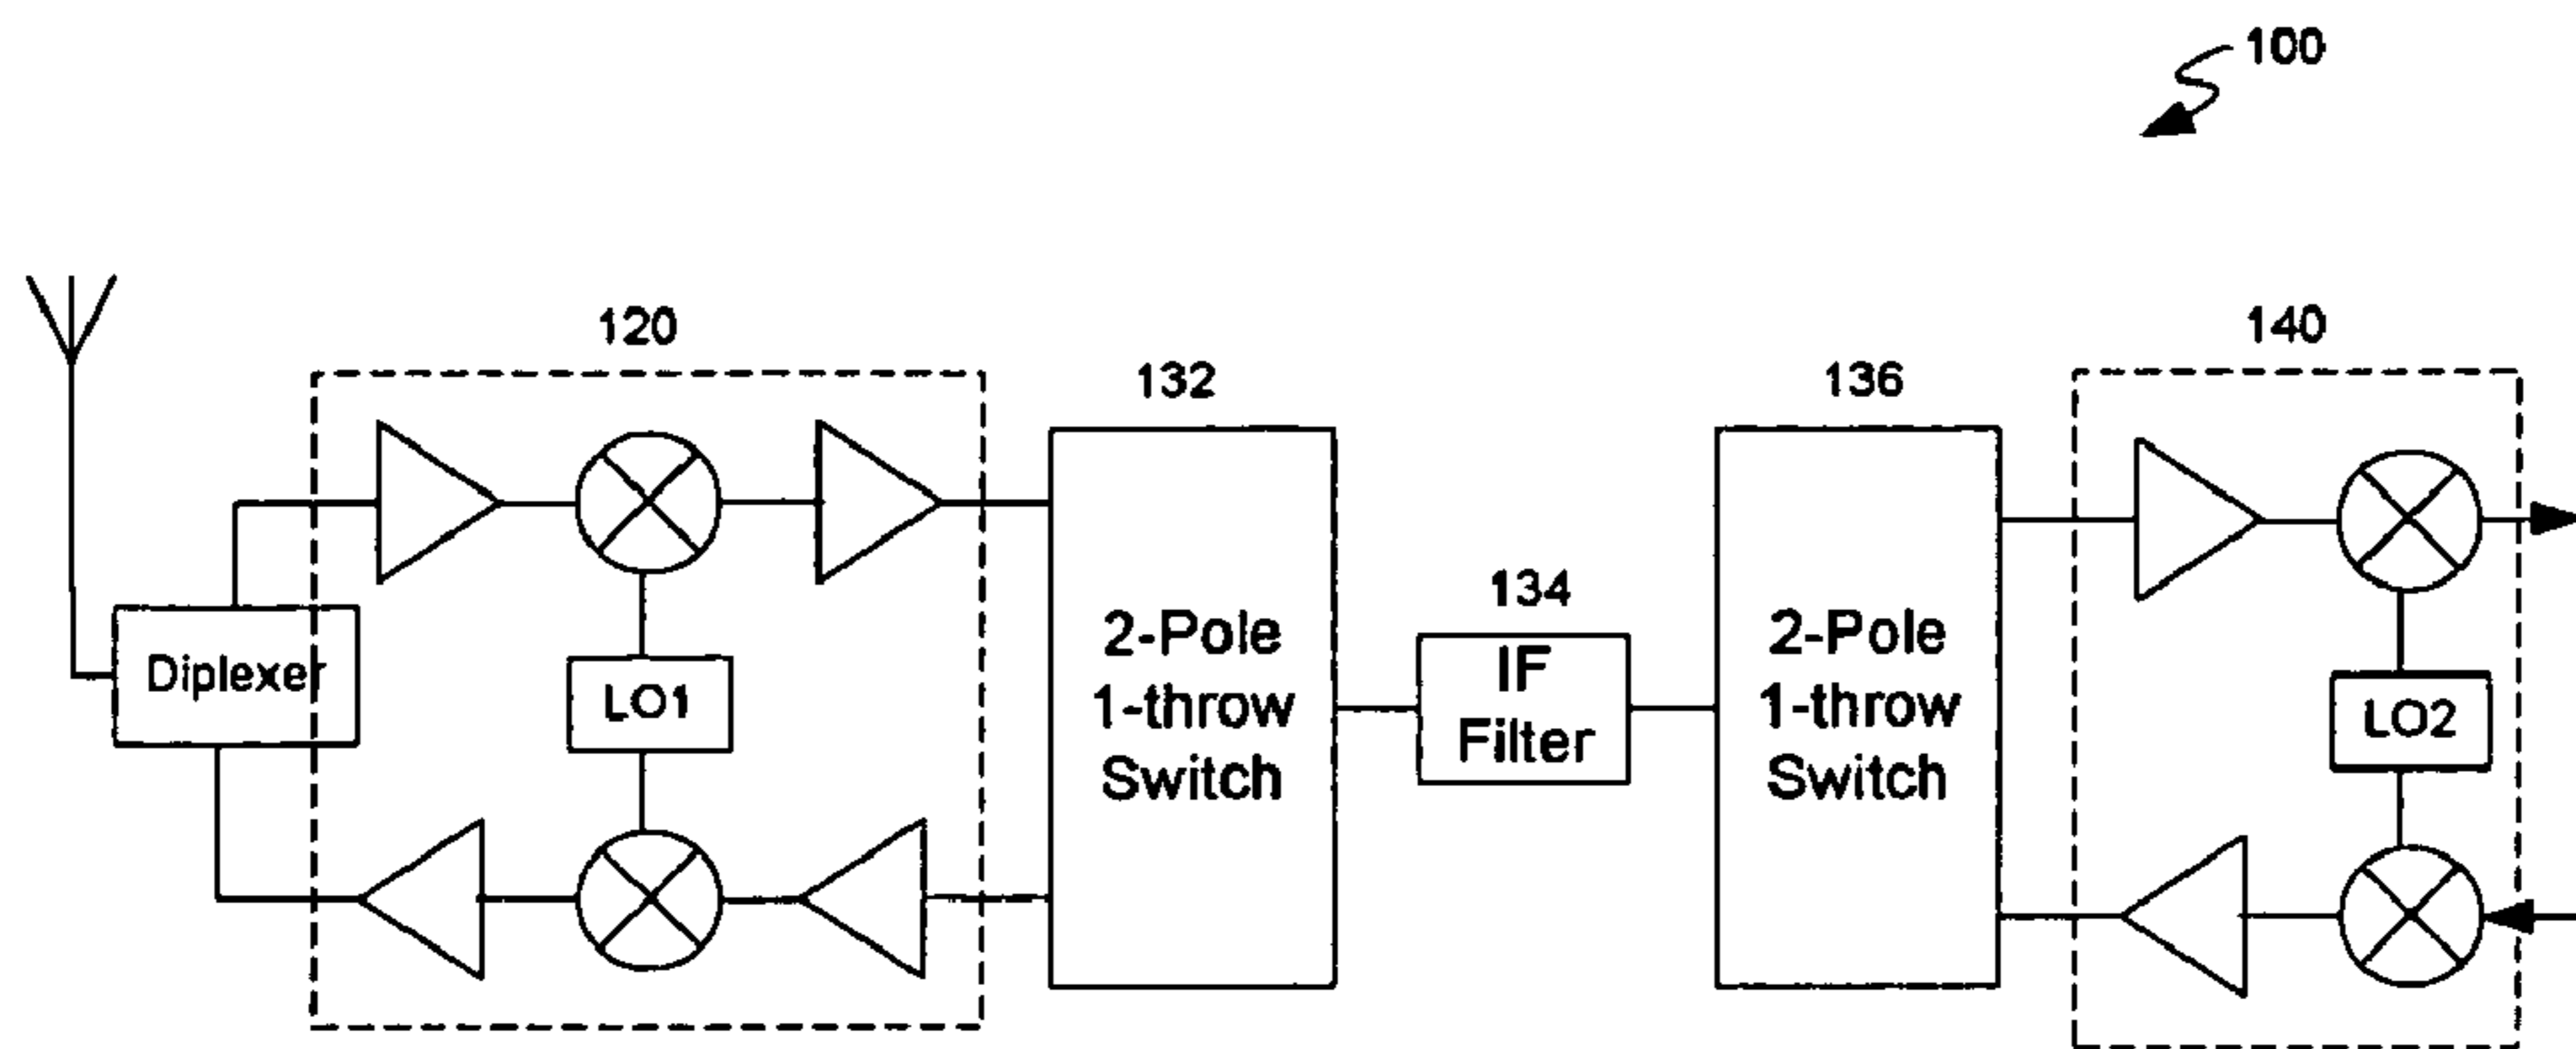 100
120
132
136
140
134
Diplexer
LO1
2-Pole
1-throw
Switch
IF
Filter
2-Pole
1-throw
Switch
LO2